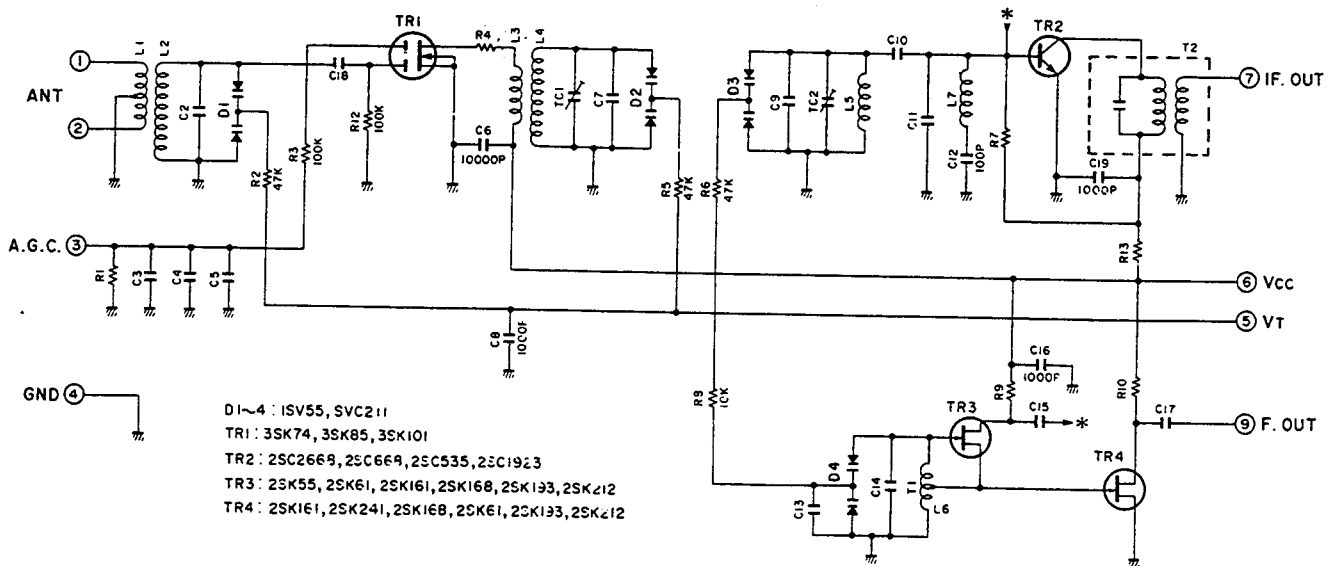 TR1
L1
L2
C2
D1
C18
R4
L3
L4
TC1
C7
D2
C10
*
TR2
T2
① 
ANT
②
R2 47K
R3 100K
R12 100K
C6
10000P
R5 47K
R6 47K
D3
C9
TC2
L5
C11
L7
C12
100P
R7
C19
1000P
⑦ IF. OUT
A.G.C. ③
R1
C3
C4
C5
R13
⑥ VCC
⑤ VT
C8
GND ④
R8
10K
C16
R9
C15
*
R10
C17
⑨ F. OUT
TR3
TR4
D4
C13
C14
T1
L6
D1~4 : 1SV55, SVC211
TR1 : 3SK74, 3SK85, 3SK101
TR2 : 2SC2668, 2SC668, 2SC535, 2SC1923
TR3 : 2SK55, 2SK61, 2SK161, 2SK168, 2SK193, 2SK212
TR4 : 2SK161, 2SK241, 2SK168, 2SK61, 2SK193, 2SK212